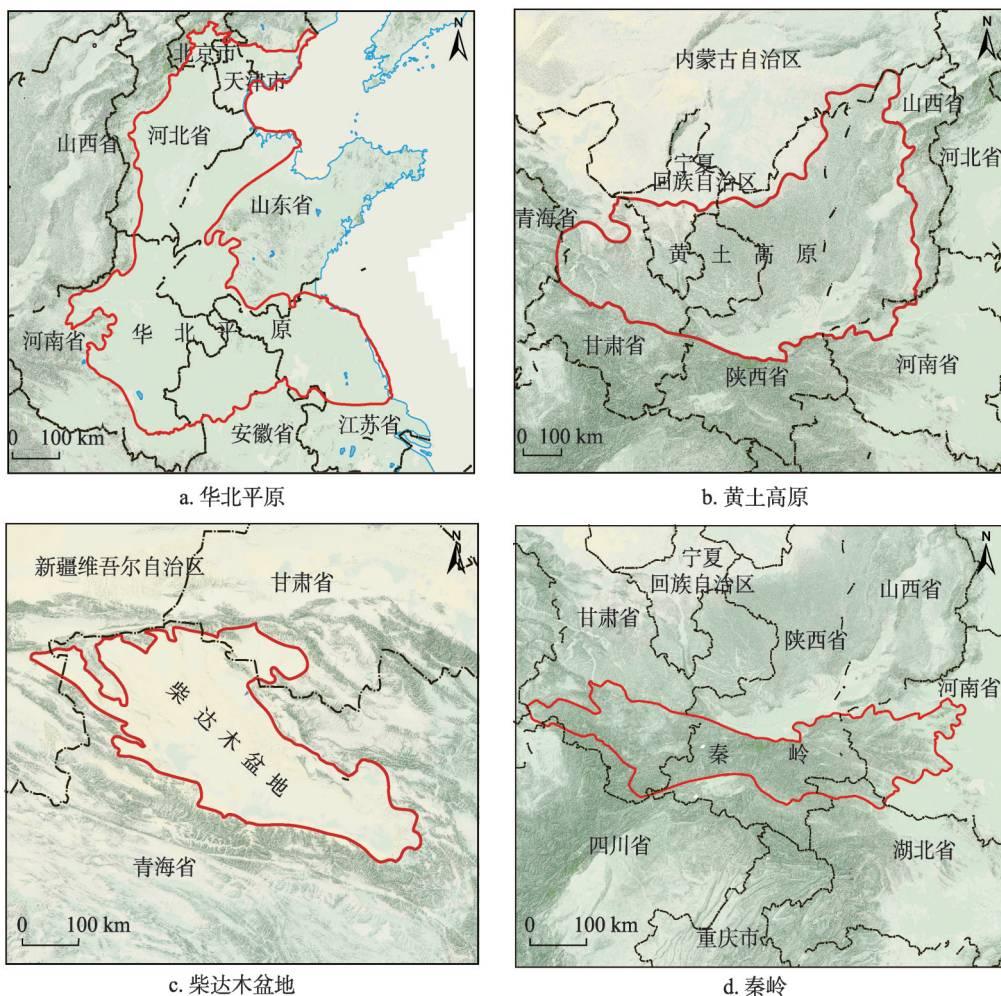 N
北京市
天津市
山西省
河北省
山东省
河南省
华北平原
安徽省
江苏省
0 100 km
a. 华北平原
N
内蒙古自治区
山西省
宁夏
回族自治区
河北省
青海省
黄土高原
甘肃省
陕西省
河南省
0 100 km
b. 黄土高原
N
新疆维吾尔自治区
甘肃省
柴达木盆地
青海省
0 100 km
c. 柴达木盆地
N
宁夏
回族自治区
甘肃省
山西省
陕西省
河南省
秦岭
四川省
湖北省
重庆市
0 100 km
d. 秦岭